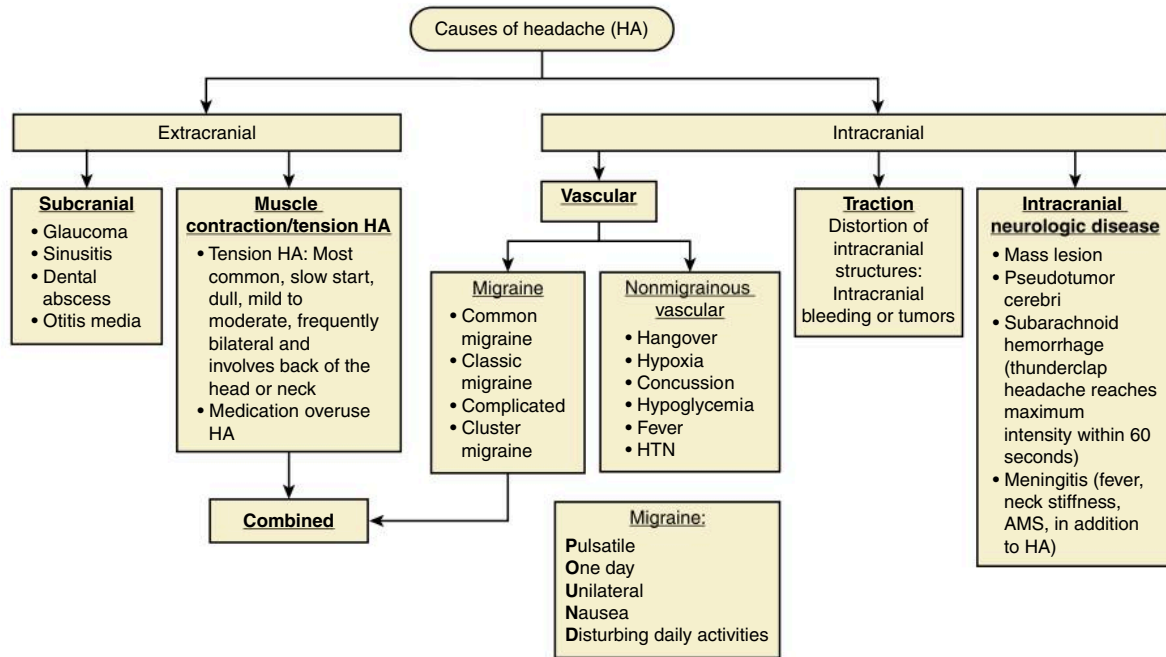 Causes of headache (HA)
Extracranial
Intracranial
Subcranial
• Glaucoma
• Sinusitis
• Dental
abscess
• Otitis media
Muscle
contraction/tension HA
• Tension HA: Most
common, slow start,
dull, mild to
moderate, frequently
bilateral and
involves back of the
head or neck
• Medication overuse
HA
Combined
Vascular
Migraine
• Common
migraine
• Classic
migraine
• Complicated
• Cluster
migraine
Nonmigrainous
vascular
• Hangover
• Hypoxia
• Concussion
• Hypoglycemia
• Fever
• HTN
Traction
Distortion of
intracranial
structures:
Intracranial
bleeding or tumors
Intracranial
neurologic disease
• Mass lesion
• Pseudotumor
cerebri
• Subarachnoid
hemorrhage
(thunderclap
headache reaches
maximum
intensity within 60
seconds)
• Meningitis (fever,
neck stiffness,
AMS, in addition
to HA)
Migraine:
Pulsatile
One day
Unilateral
Nausea
Disturbing daily activities